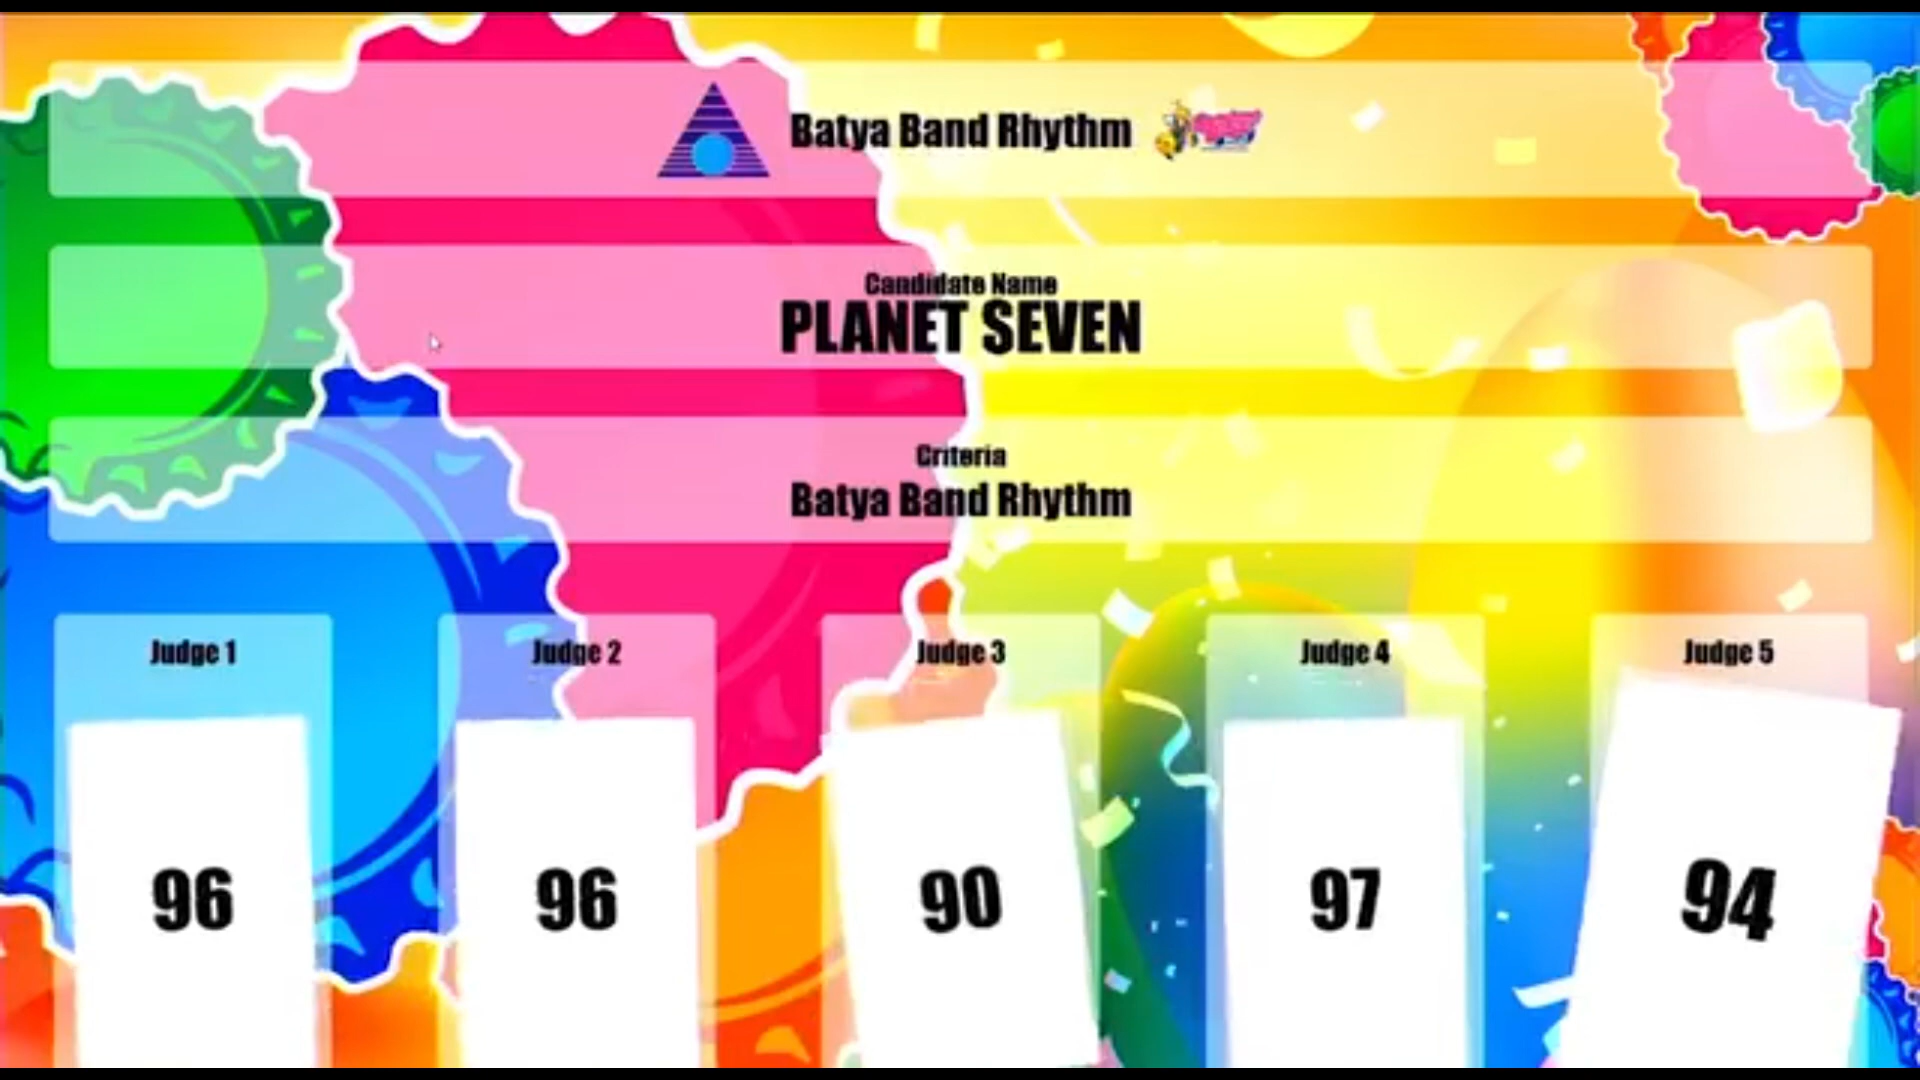 Batya Band Rhythm
Candidate Name
PLANET SEVEN
Criteria
Batya Band Rhythm
Judge 1
Judge 2
Judge 3
Judge 4
Judge 5
96
96
90
97
94